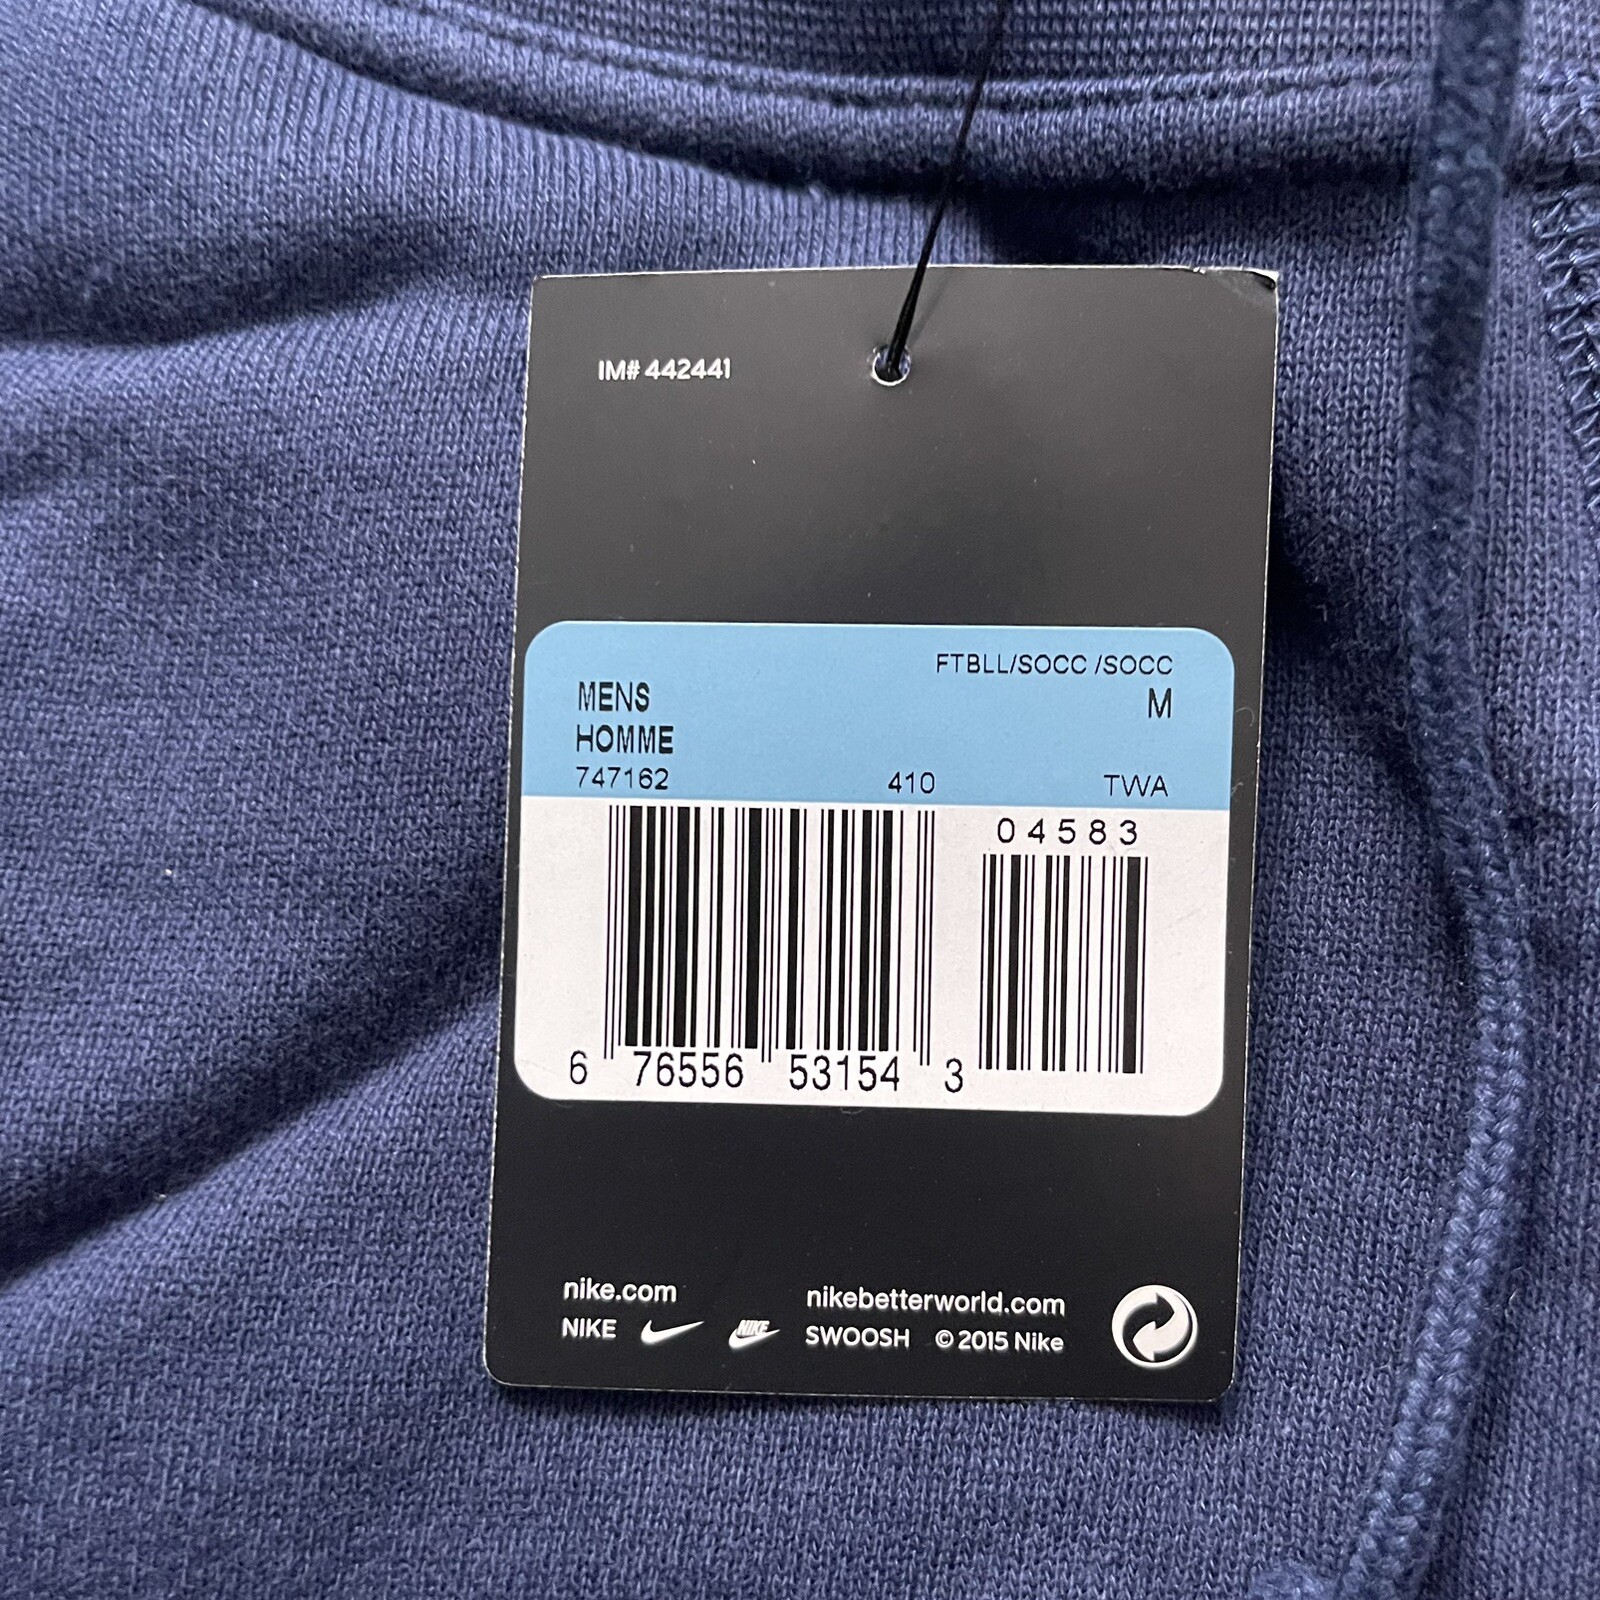 IM# 442441
FTBLL/SOCC /SOCC
MENS M
HOMME
747162 410 TWA
04583
6 76556 53154 3
nike.com nikebetterworld.com
NIKE NIKE SWOOSH © 2015 Nike